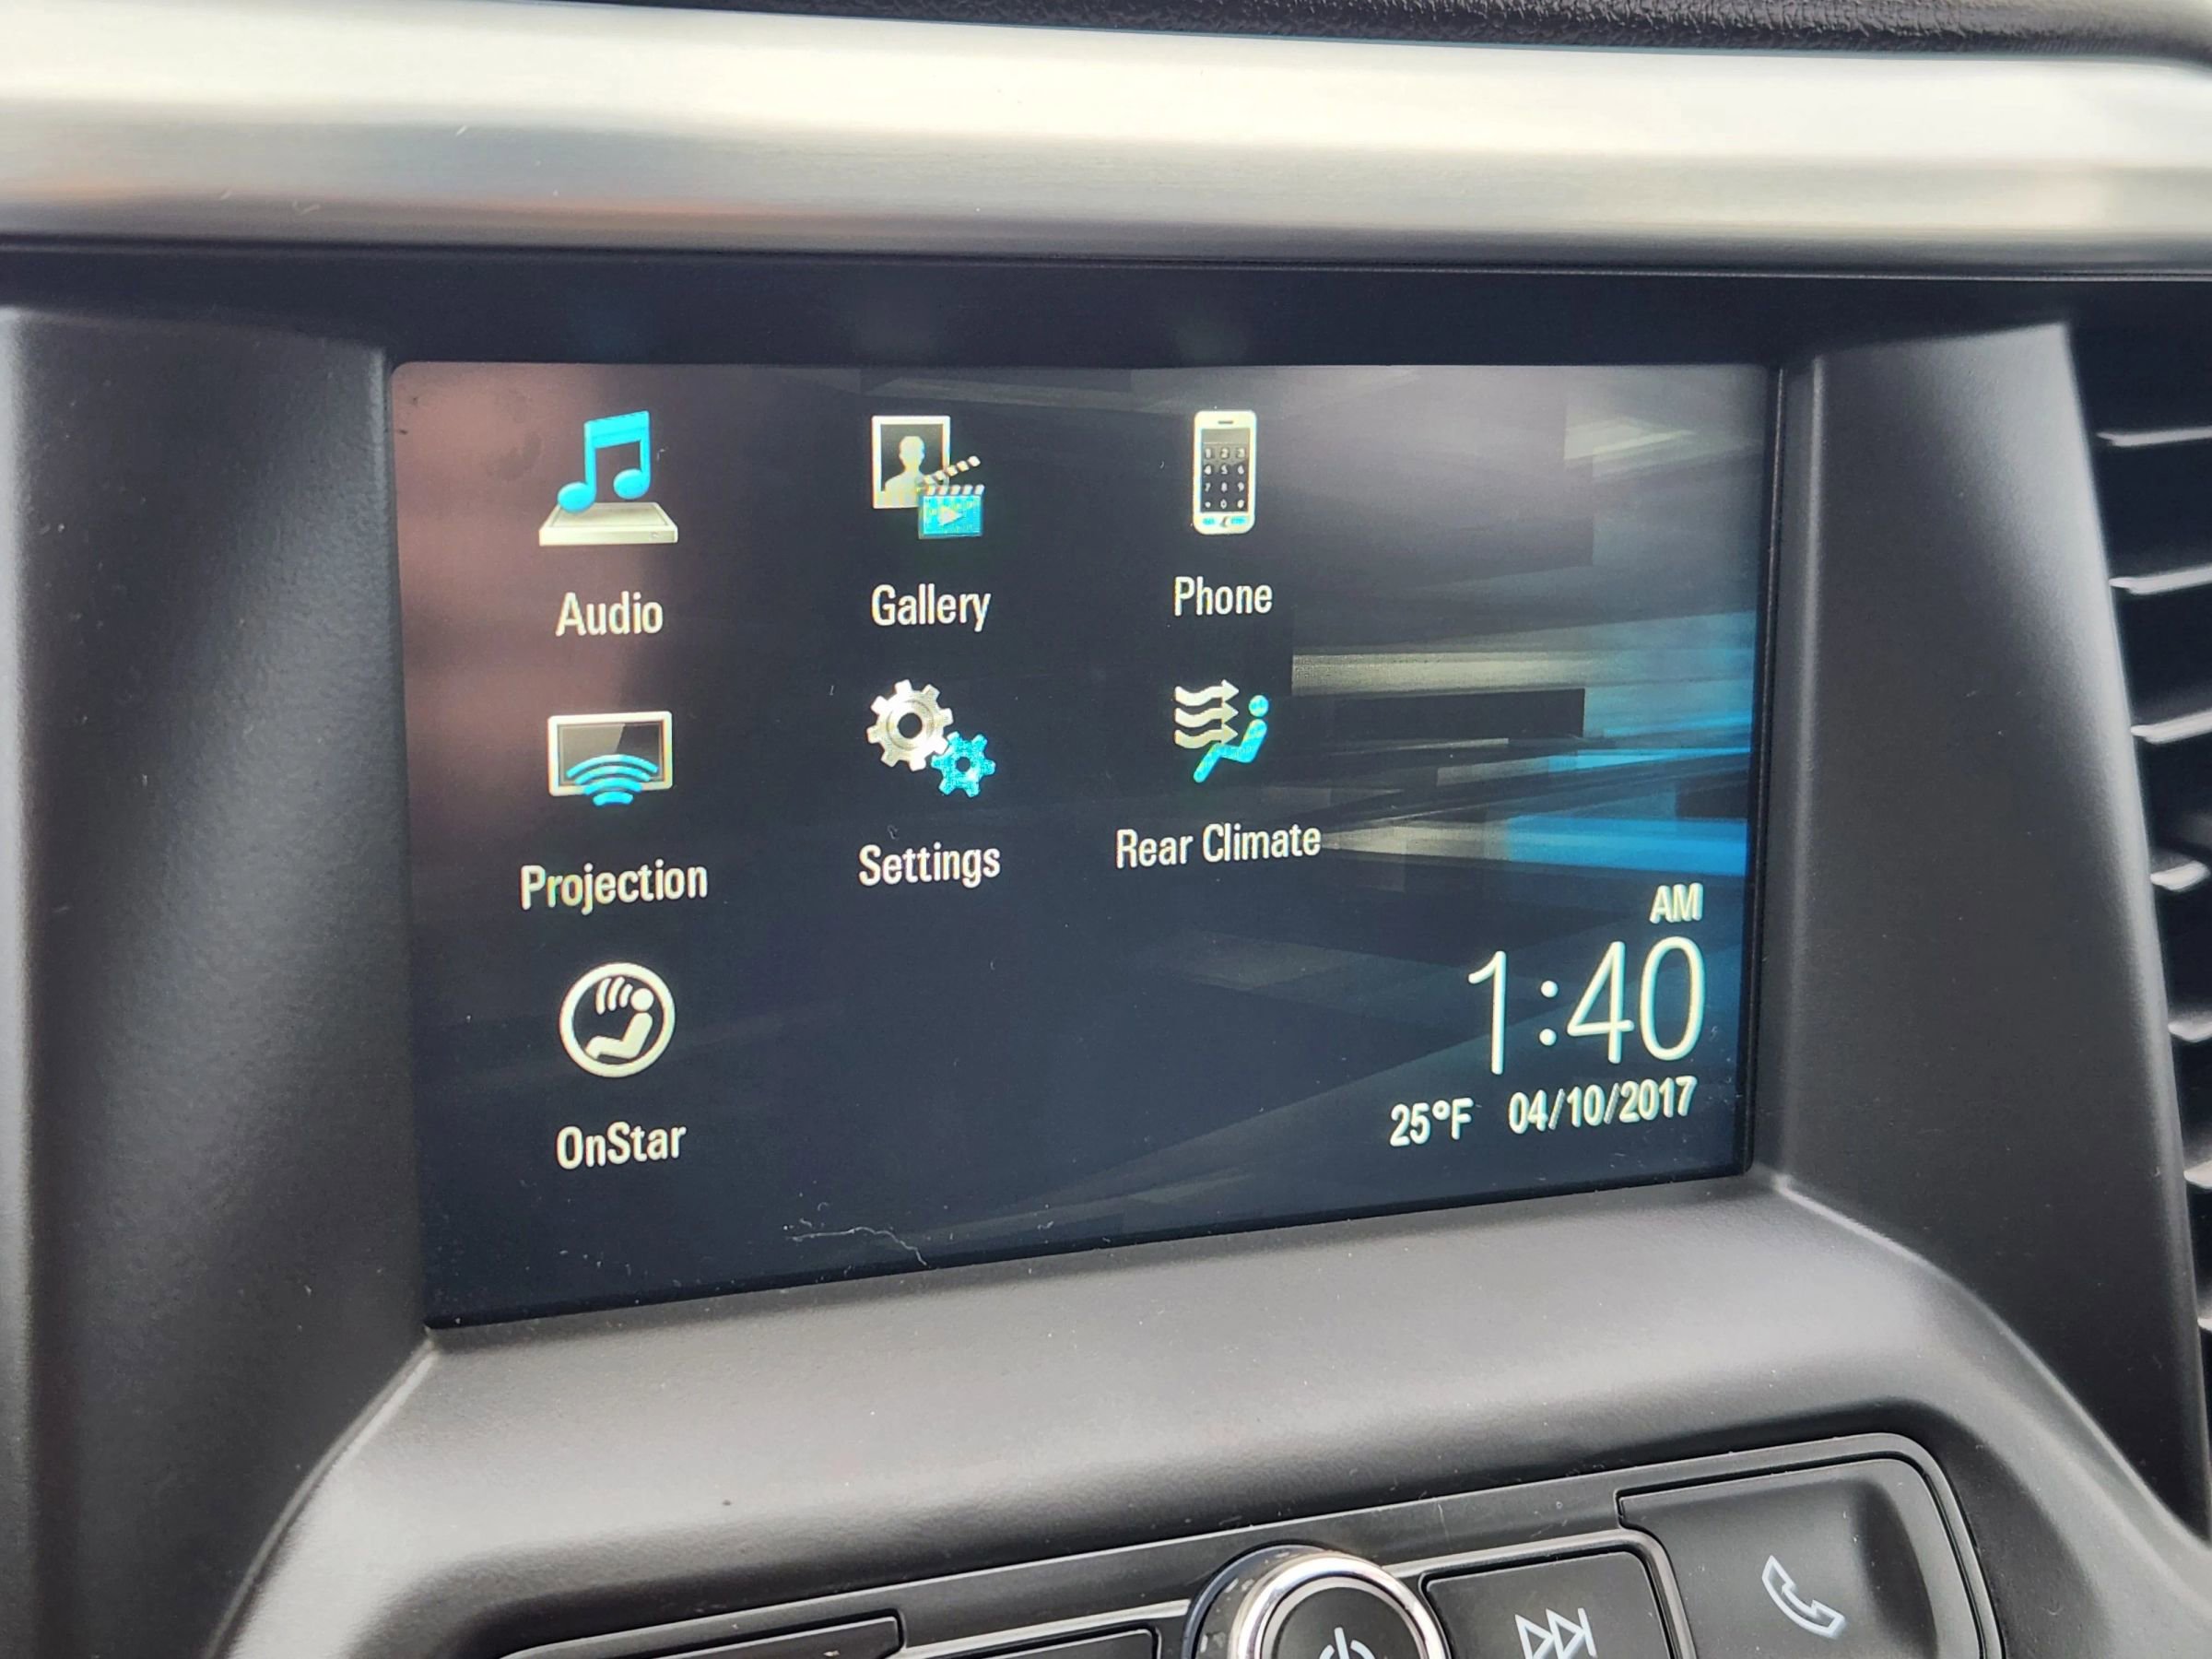 Audio
Gallery
Phone
Projection
Settings
Rear Climate
OnStar
AM
1:40
25°F 04/10/2017